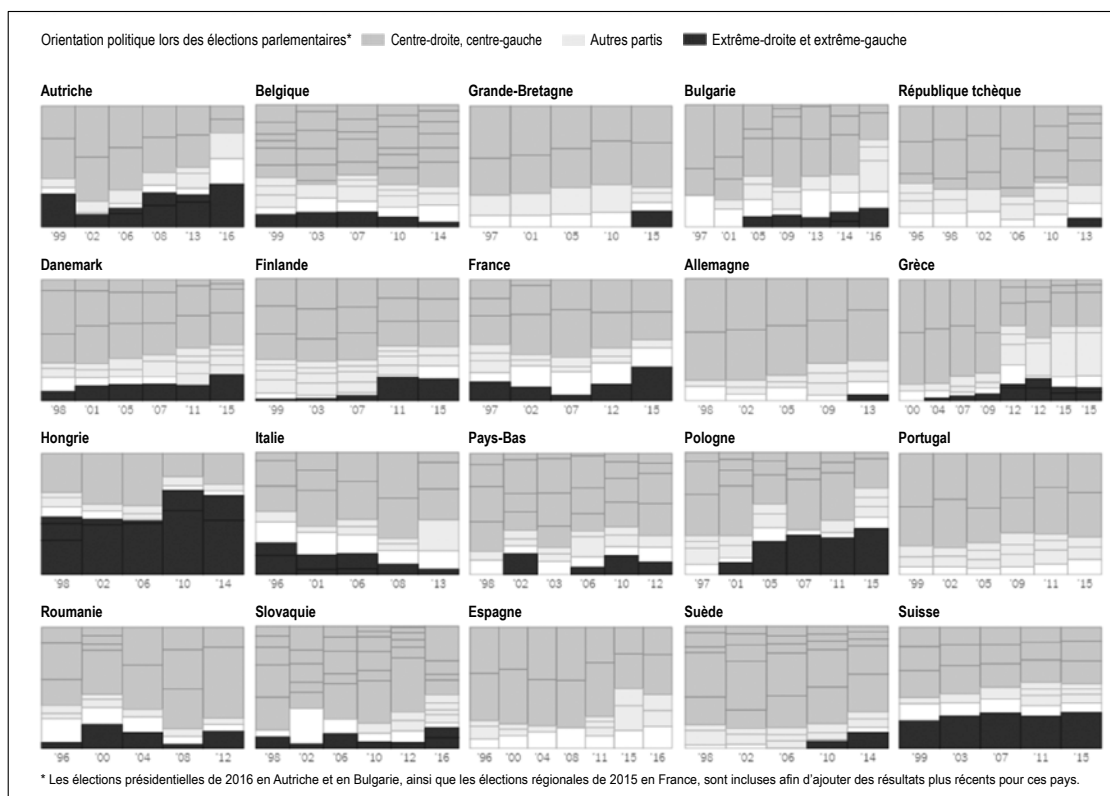 Orientation politique lors des élections parlementaires* Centre-droite, centre-gauche Autres partis Extrême-droite et extrême-gauche
Autriche Belgique Grande-Bretagne Bulgarie République tchèque
'99 '02 '06 '08 '13 '16 '99 '03 '07 '10 '14 '97 '01 '05 '10 '15 '97 '01 '05 '09 '13 '14 '16 '96 '98 '02 '06 '10 '13
Danemark Finlande France Allemagne Grèce
'98 '01 '05 '07 '11 '15 '99 '03 '07 '11 '15 '97 '02 '07 '12 '15 '98 '02 '05 '09 '13 '00 '04 '07 '09 '12 '12 '15 '15
Hongrie Italie Pays-Bas Pologne Portugal
'98 '02 '06 '10 '14 '96 '01 '06 '08 '13 '98 '02 '03 '06 '10 '12 '97 '01 '05 '07 '11 '15 '99 '02 '05 '09 '11 '15
Roumanie Slovaquie Espagne Suède Suisse
'96 '00 '04 '08 '12 '98 '02 '06 '10 '12 '16 '96 '00 '04 '08 '11 '15 '16 '98 '02 '06 '10 '14 '99 '03 '07 '11 '15
* Les élections présidentielles de 2016 en Autriche et en Bulgarie, ainsi que les élections régionales de 2015 en France, sont incluses afin d'ajouter des résultats plus récents pour ces pays.